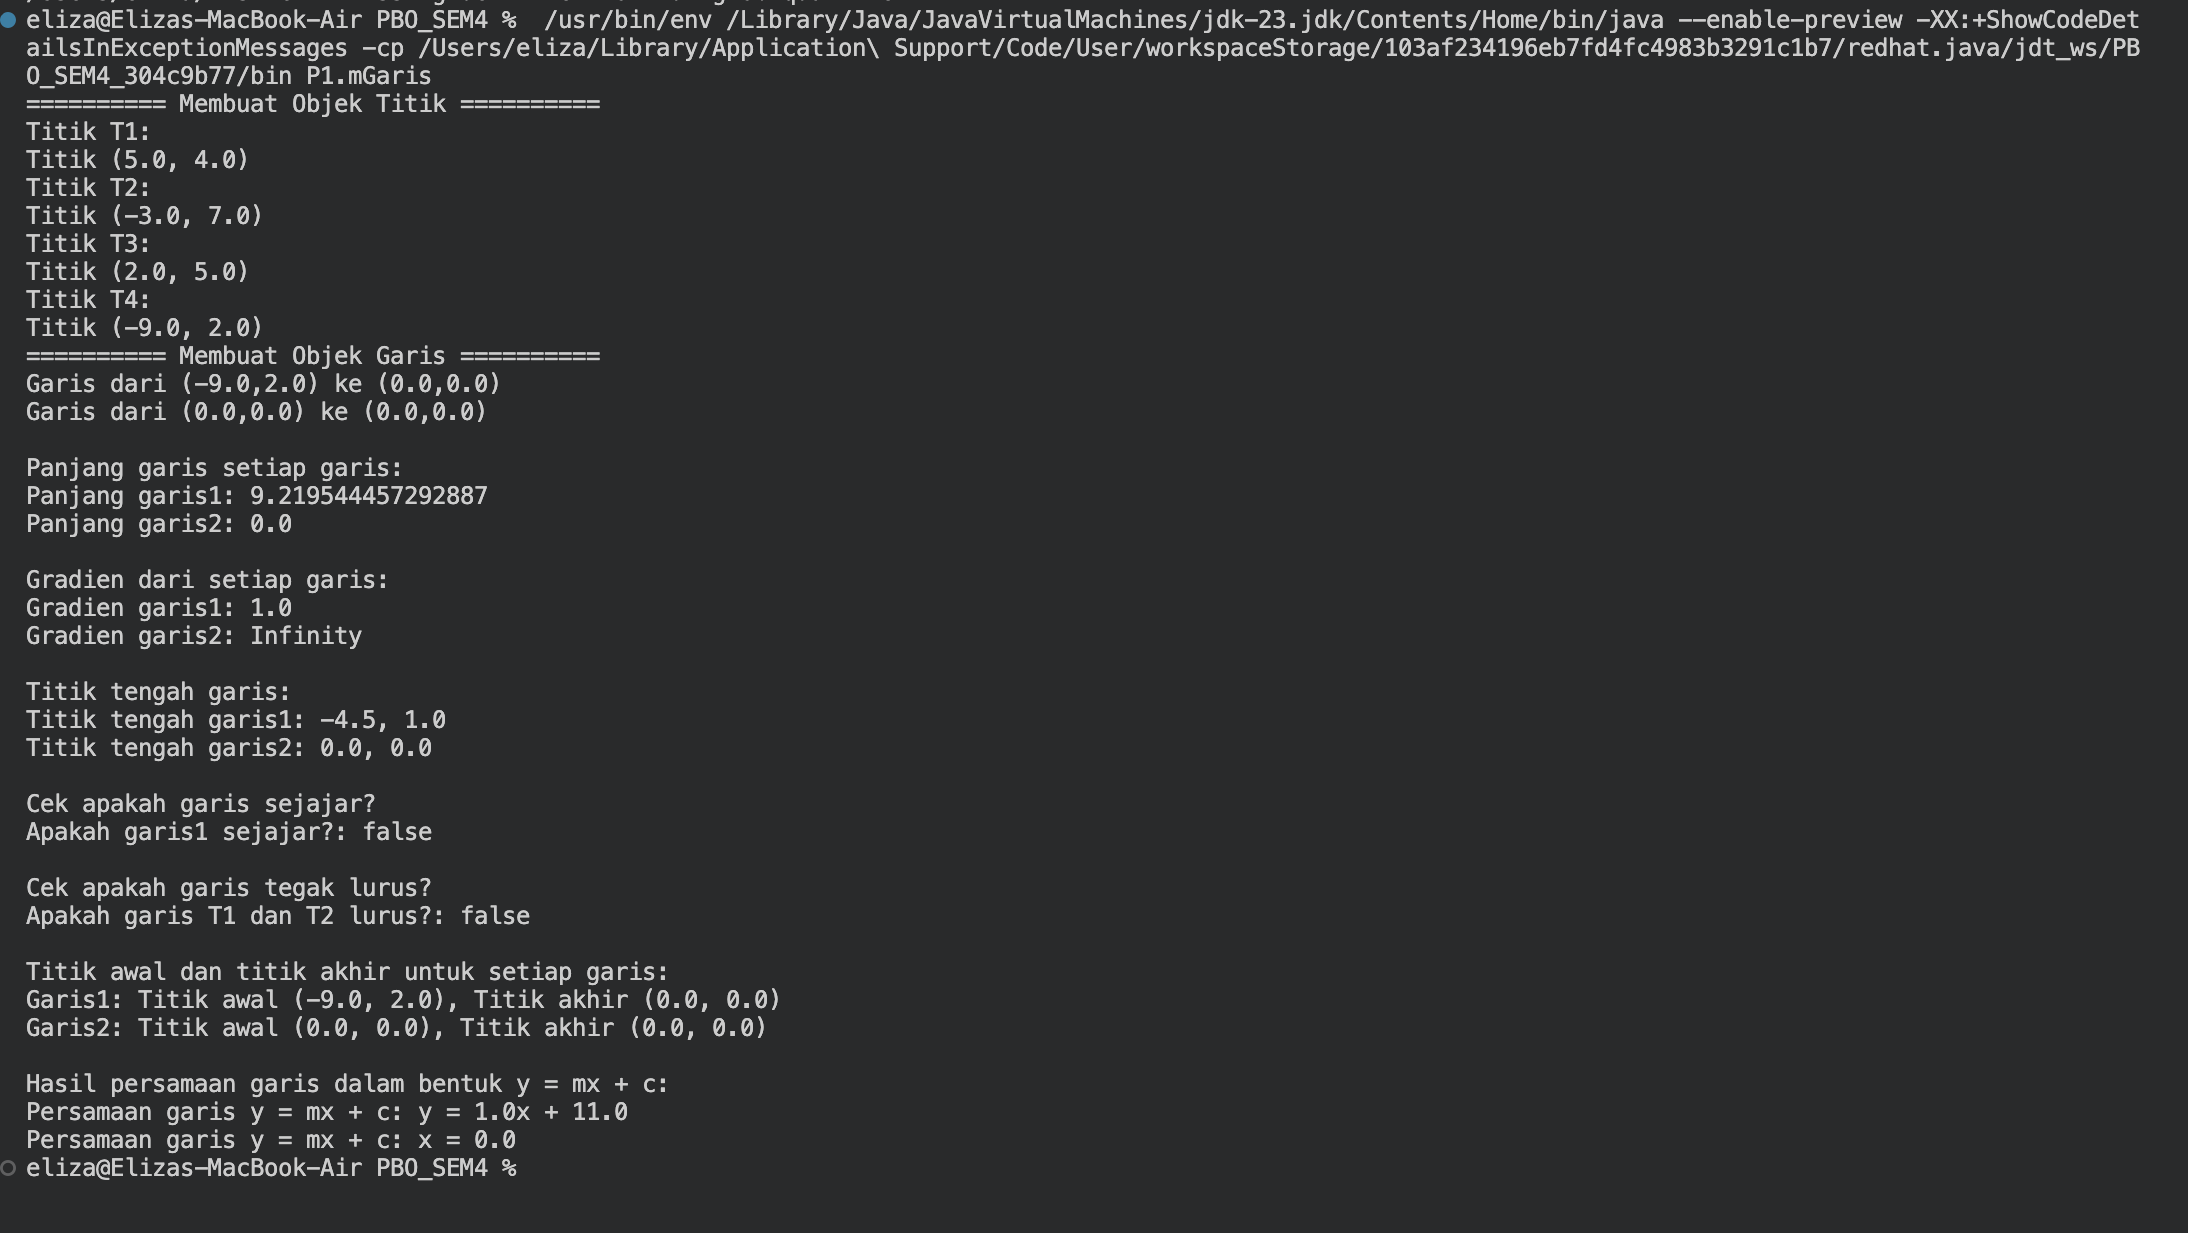 eliza@Elizas-MacBook-Air PBO_SEM4 %  /usr/bin/env /Library/Java/JavaVirtualMachines/jdk-23.jdk/Contents/Home/bin/java --enable-preview -XX:+ShowCodeDet
ailsInExceptionMessages -cp /Users/eliza/Library/Application\ Support/Code/User/workspaceStorage/103af234196eb7fd4fc4983b3291c1b7/redhat.java/jdt_ws/PB
O_SEM4_304c9b77/bin P1.mGaris
========== Membuat Objek Titik ==========
Titik T1:
Titik (5.0, 4.0)
Titik T2:
Titik (-3.0, 7.0)
Titik T3:
Titik (2.0, 5.0)
Titik T4:
Titik (-9.0, 2.0)
========== Membuat Objek Garis ==========
Garis dari (-9.0,2.0) ke (0.0,0.0)
Garis dari (0.0,0.0) ke (0.0,0.0)
Panjang garis setiap garis:
Panjang garis1: 9.219544457292887
Panjang garis2: 0.0
Gradien dari setiap garis:
Gradien garis1: 1.0
Gradien garis2: Infinity
Titik tengah garis:
Titik tengah garis1: -4.5, 1.0
Titik tengah garis2: 0.0, 0.0
Cek apakah garis sejajar?
Apakah garis1 sejajar?: false
Cek apakah garis tegak lurus?
Apakah garis T1 dan T2 lurus?: false
Titik awal dan titik akhir untuk setiap garis:
Garis1: Titik awal (-9.0, 2.0), Titik akhir (0.0, 0.0)
Garis2: Titik awal (0.0, 0.0), Titik akhir (0.0, 0.0)
Hasil persamaan garis dalam bentuk y = mx + c:
Persamaan garis y = mx + c: y = 1.0x + 11.0
Persamaan garis y = mx + c: x = 0.0
eliza@Elizas-MacBook-Air PBO_SEM4 %